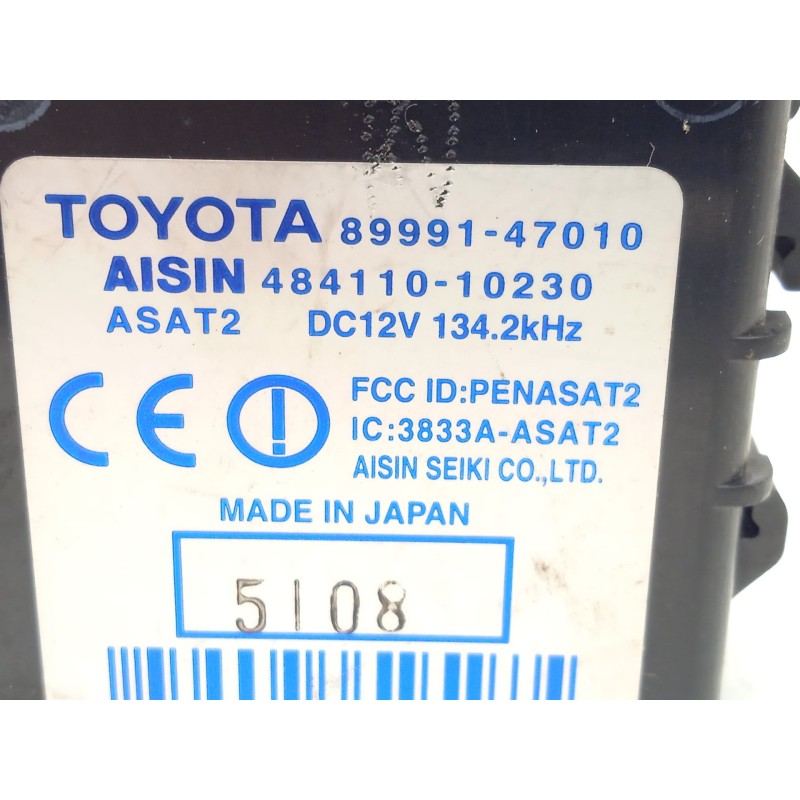 TOYOTA 89991-47010
AISIN 484110-10230
ASAT2 DC12V 134.2kHz
CE FCC ID:PENASAT2
IC:3833A-ASAT2
AISIN SEIKI CO.,LTD.
MADE IN JAPAN
5108